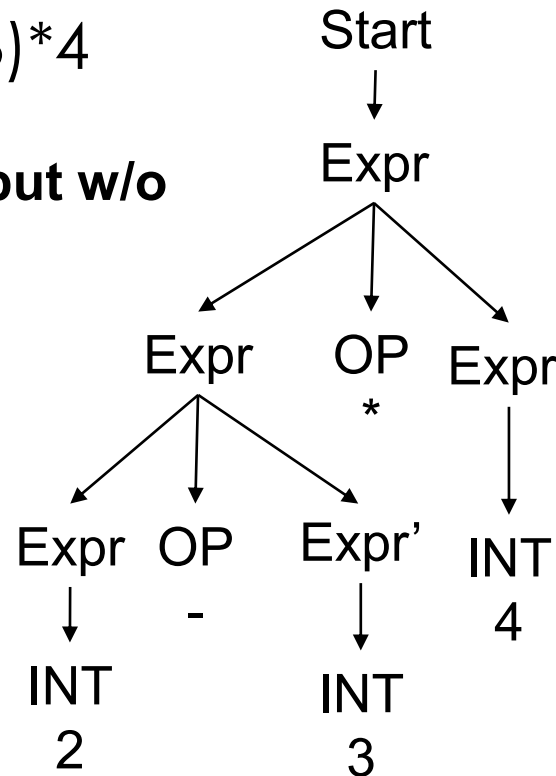 )*4
Start
Expr
but w/o
Expr OP Expr
*
Expr OP Expr’ INT
- 4
INT INT
2 3